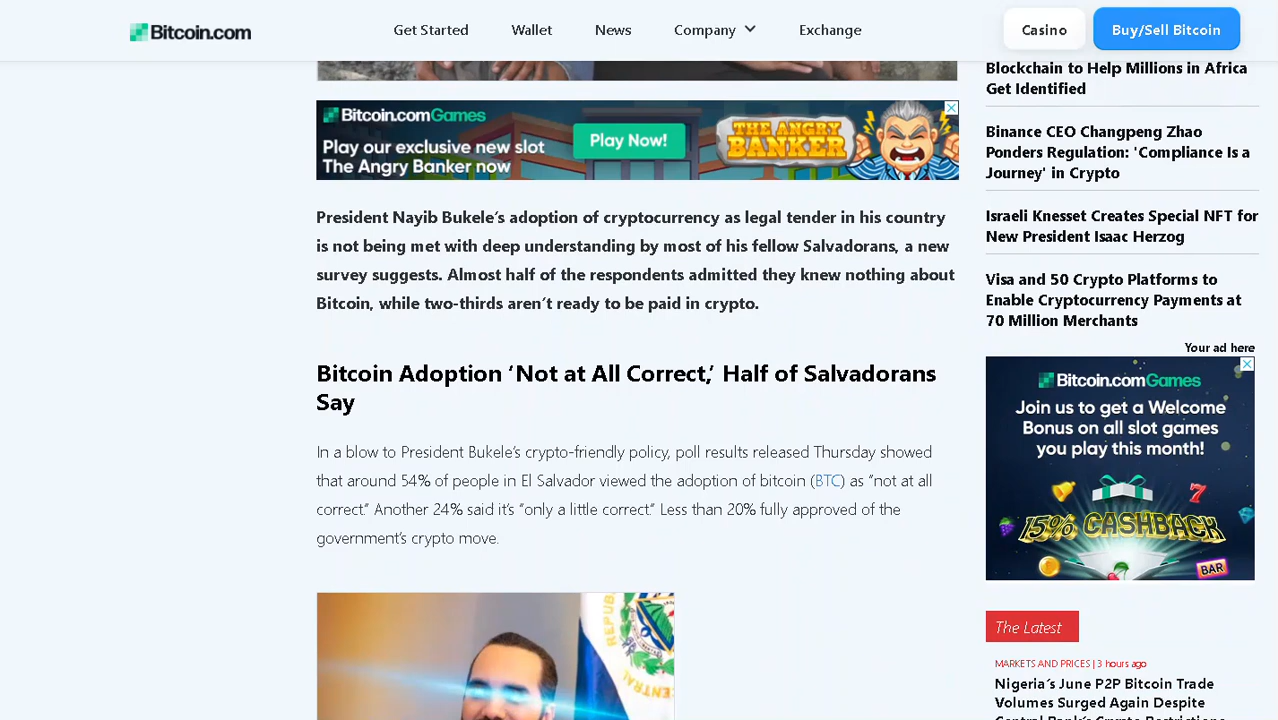 Bitcoin.com
Get Started
Wallet
News
Company
Exchange
Casino
Buy/Sell Bitcoin
Bitcoin.comGames
Play our exclusive new slot
The Angry Banker now
Play Now!
THE ANGRY
BANKER
President Nayib Bukele's adoption of cryptocurrency as legal tender in his country
is not being met with deep understanding by most of his fellow Salvadorans, a new
survey suggests. Almost half of the respondents admitted they knew nothing about
Bitcoin, while two-thirds aren't ready to be paid in crypto.
Bitcoin Adoption ‘Not at All Correct,’ Half of Salvadorans
Say
In a blow to President Bukele's crypto-friendly policy, poll results released Thursday showed
that around 54% of people in El Salvador viewed the adoption of bitcoin (BTC) as “not at all
correct.” Another 24% said it's “only a little correct.” Less than 20% fully approved of the
government's crypto move.
REPUB
CENTRAL
Blockchain to Help Millions in Africa
Get Identified
Binance CEO Changpeng Zhao
Ponders Regulation: 'Compliance Is a
Journey' in Crypto
Israeli Knesset Creates Special NFT for
New President Isaac Herzog
Visa and 50 Crypto Platforms to
Enable Cryptocurrency Payments at
70 Million Merchants
Your ad here
Bitcoin.comGames
Join us to get a Welcome
Bonus on all slot games
you play this month!
7
15% CASHBACK
BAR
The Latest
MARKETS AND PRICES | 3 hours ago
Nigeria's June P2P Bitcoin Trade
Volumes Surged Again Despite
Central Bank's Crypto Restrictions